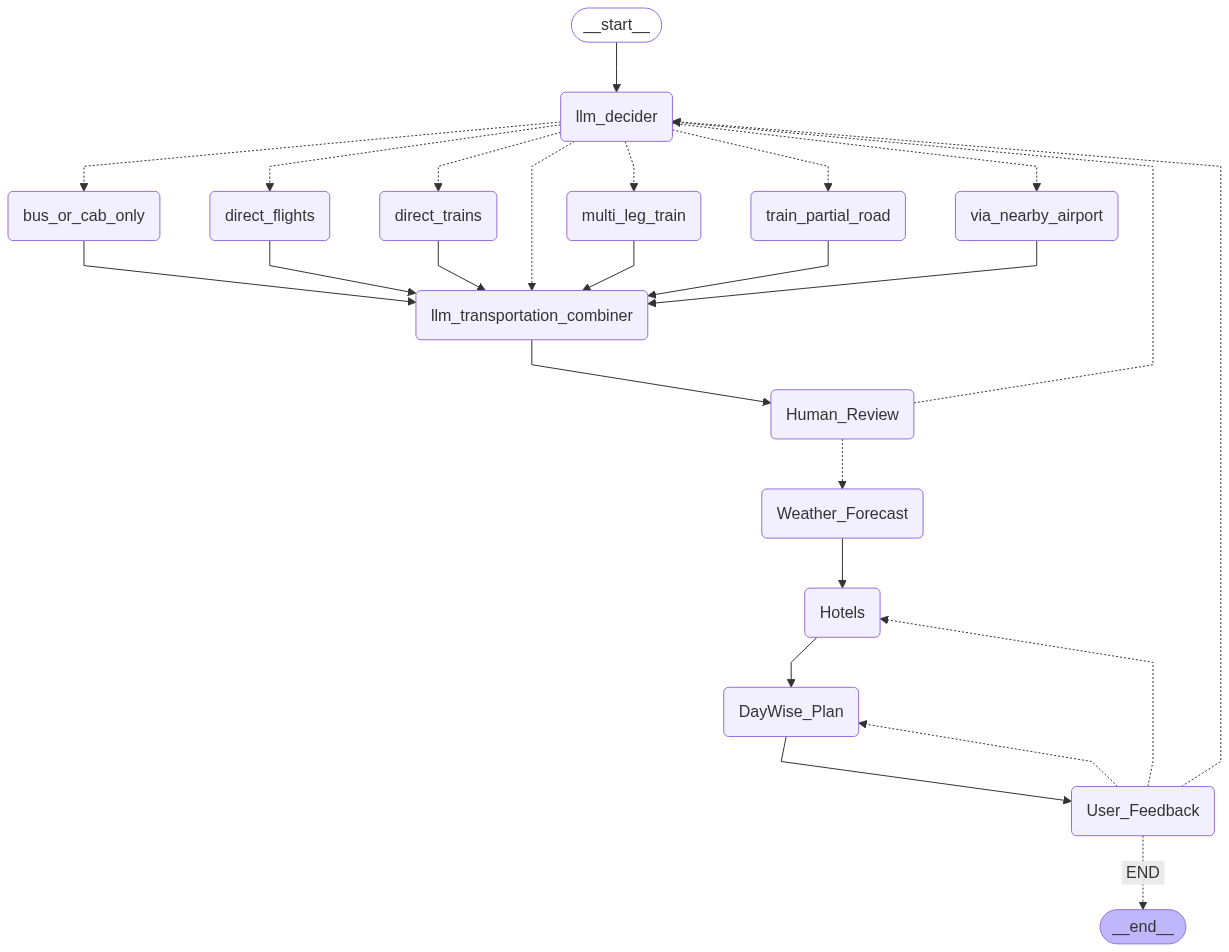 __start__
llm_decider
bus_or_cab_only
direct_flights
direct_trains
multi_leg_train
train_partial_road
via_nearby_airport
llm_transportation_combiner
Human_Review
Weather_Forecast
Hotels
DayWise_Plan
User_Feedback
END
__end__